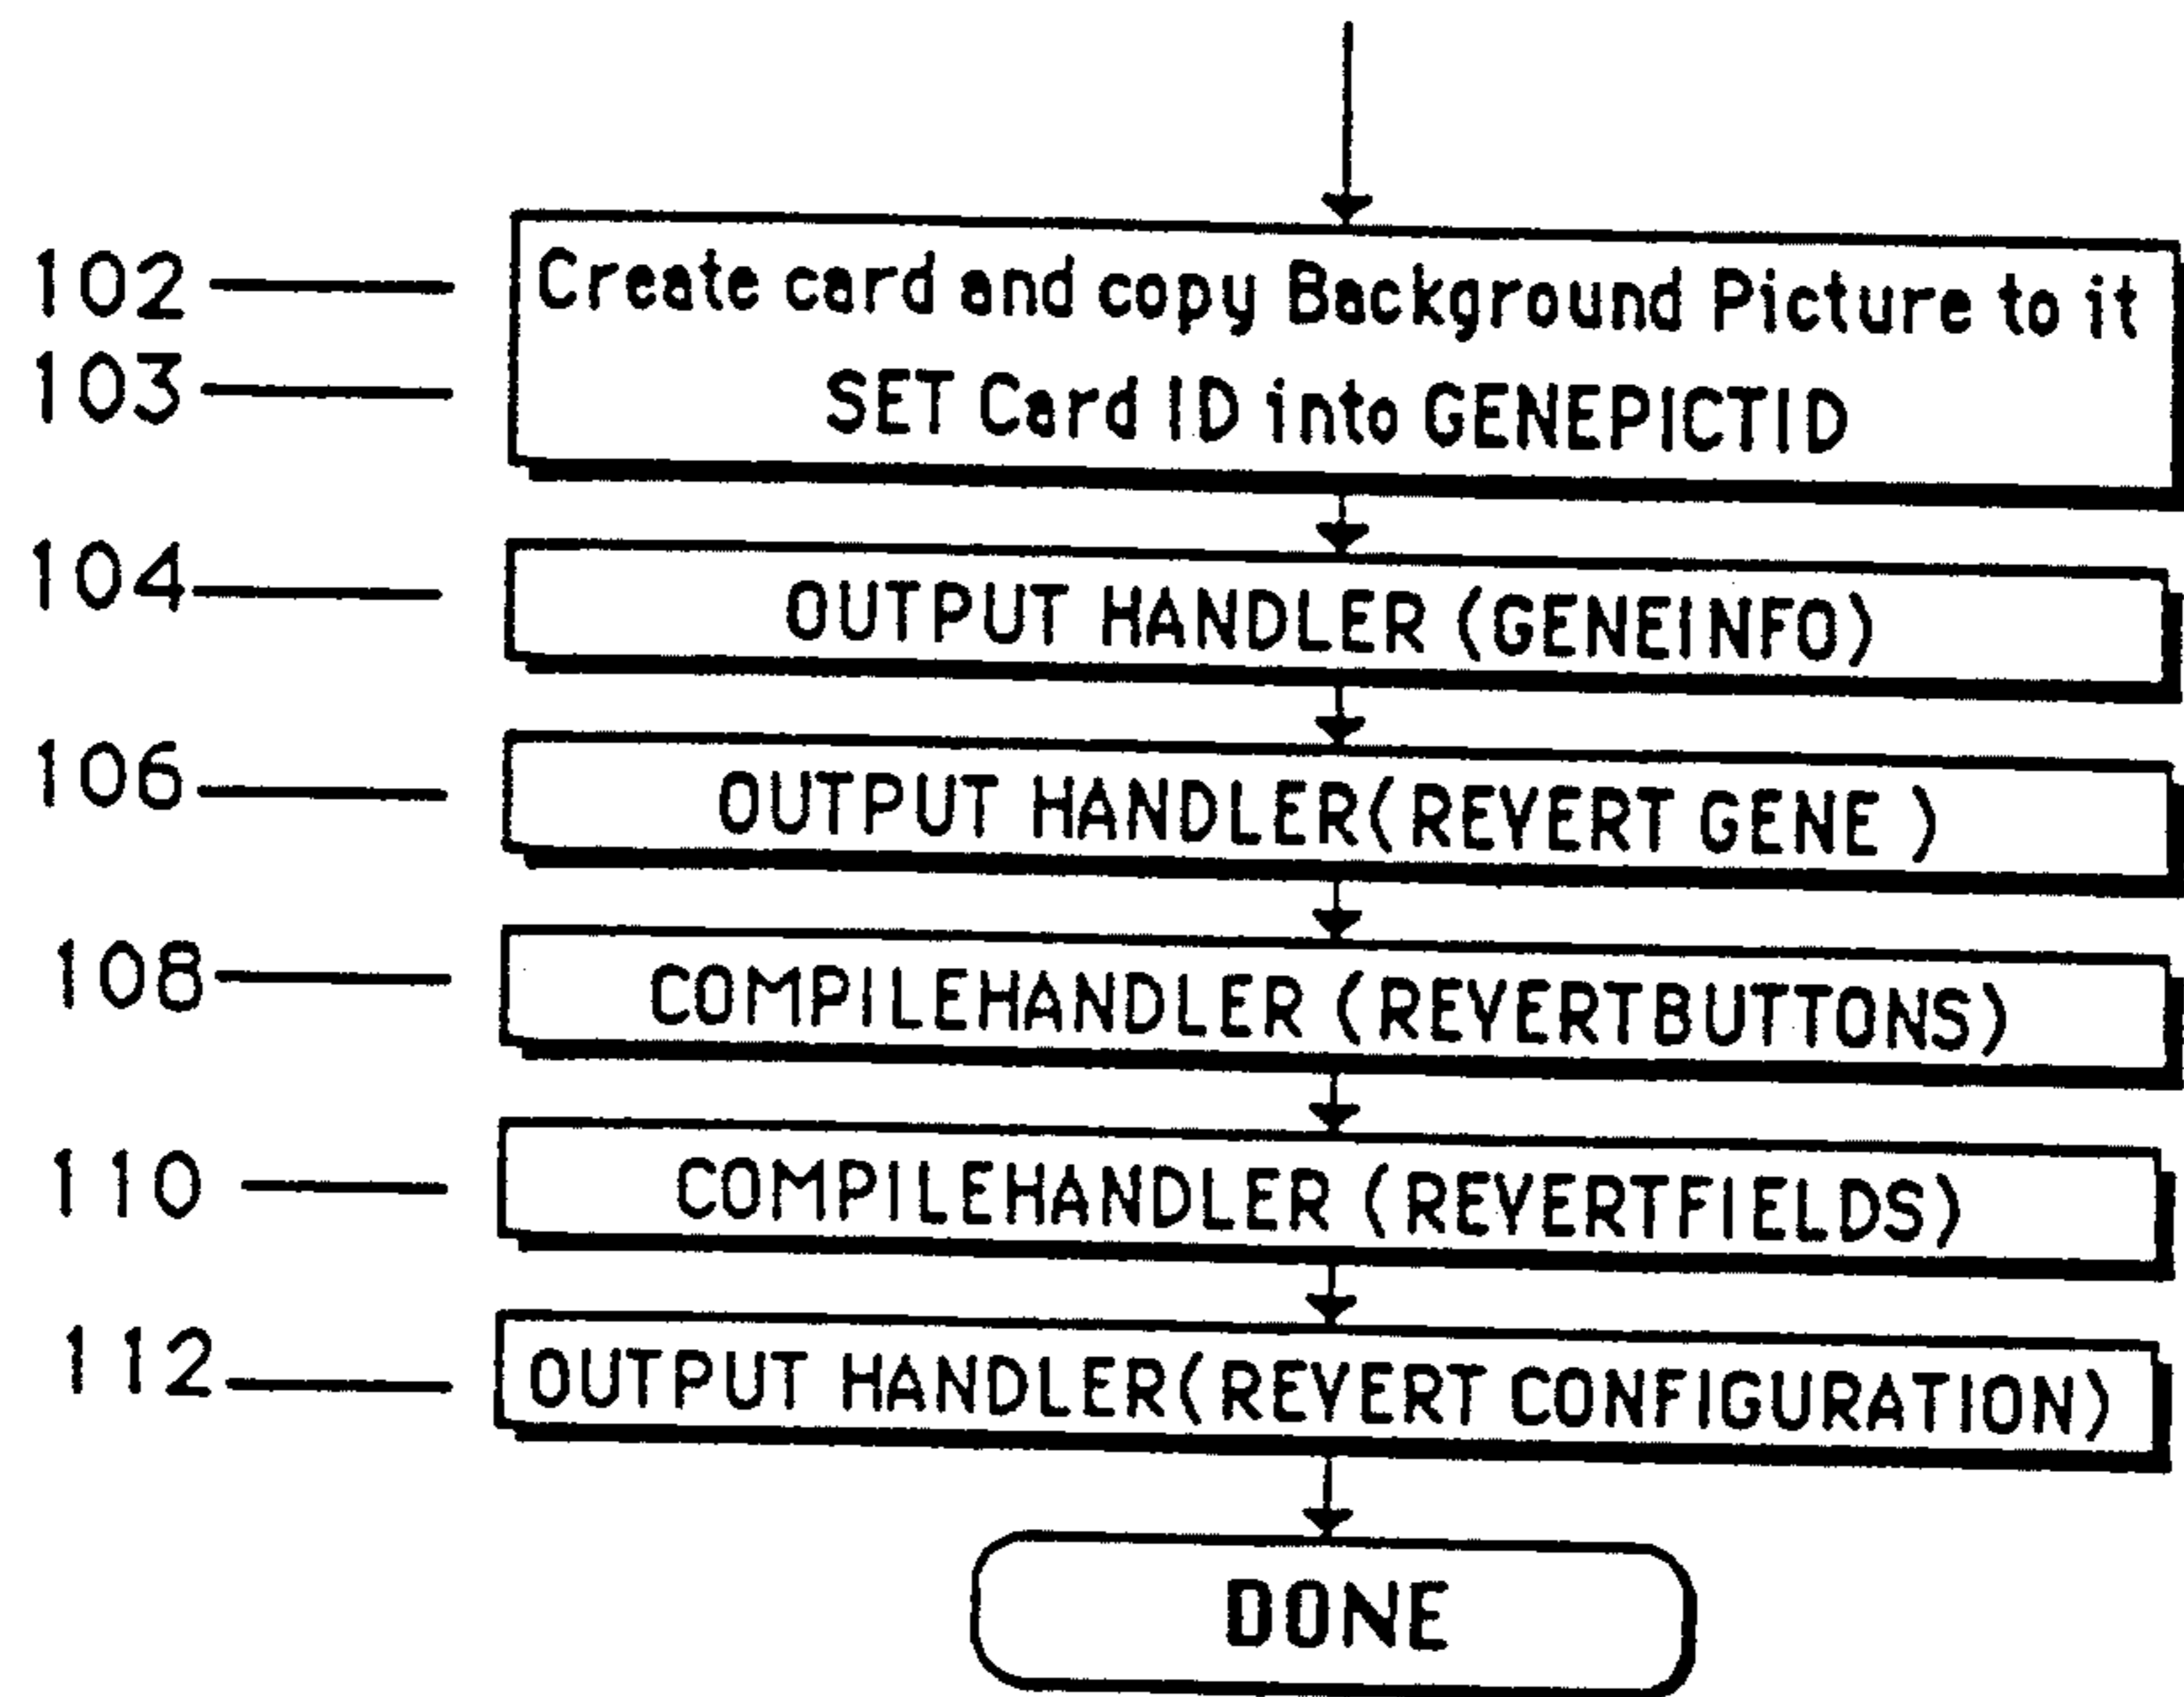 102 Create card and copy Background Picture to it
103 SET Card ID into GENEPICTID
104 OUTPUT HANDLER (GENEINFO)
106 OUTPUT HANDLER(REVERT GENE )
108 COMPILEHANDLER (REVERTBUTTONS)
110 COMPILEHANDLER (REVERTFIELDS)
112 OUTPUT HANDLER(REVERT CONFIGURATION)
DONE